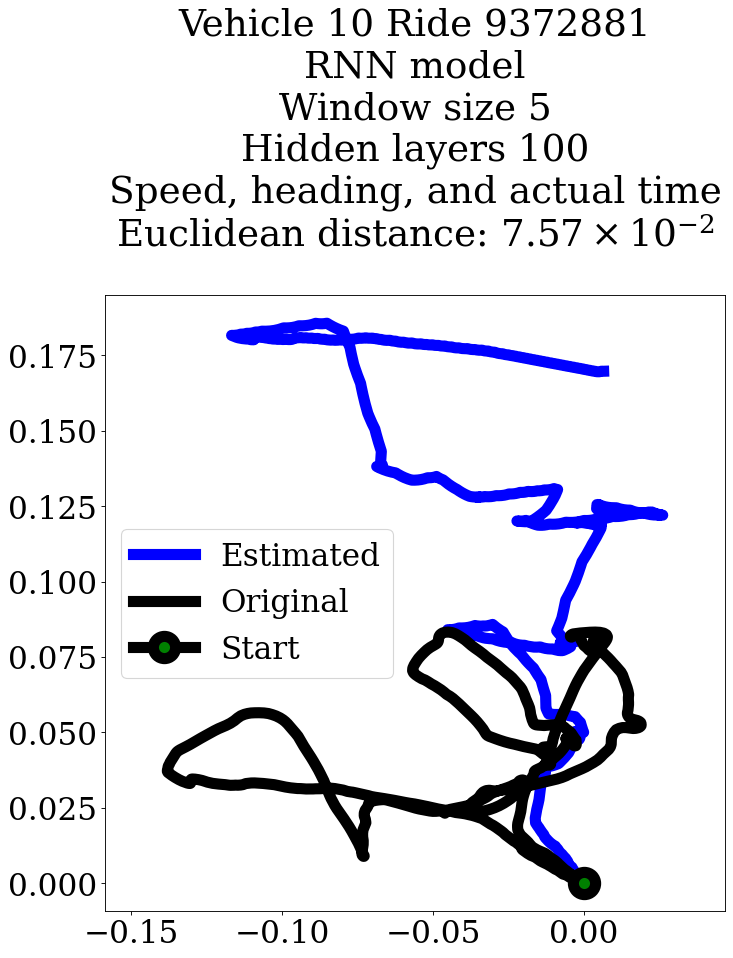 Vehicle 10 Ride 9372881
RNN model
Window size 5
Hidden layers 100
Speed, heading, and actual time
Euclidean distance: 7.57 × 10⁻²
0.175
0.150
0.125
0.100
0.075
0.050
0.025
0.000
Estimated
Original
Start
−0.15 −0.10 −0.05 0.00